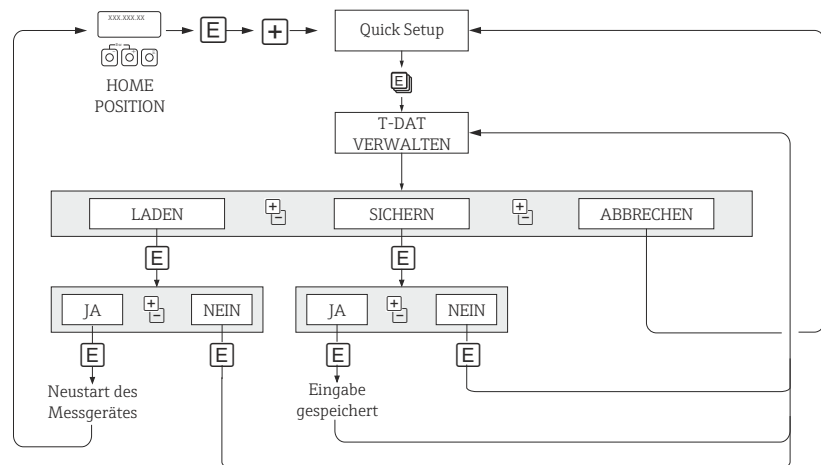 XXX.XXX.XX
Esc
E
+
Quick Setup
HOME
POSITION
E
T-DAT
VERWALTEN
LADEN
+
-
SICHERN
+
-
ABBRECHEN
E
E
JA
+
-
NEIN
JA
+
-
NEIN
E
E
E
E
Neustart des
Messgerätes
Eingabe
gespeichert